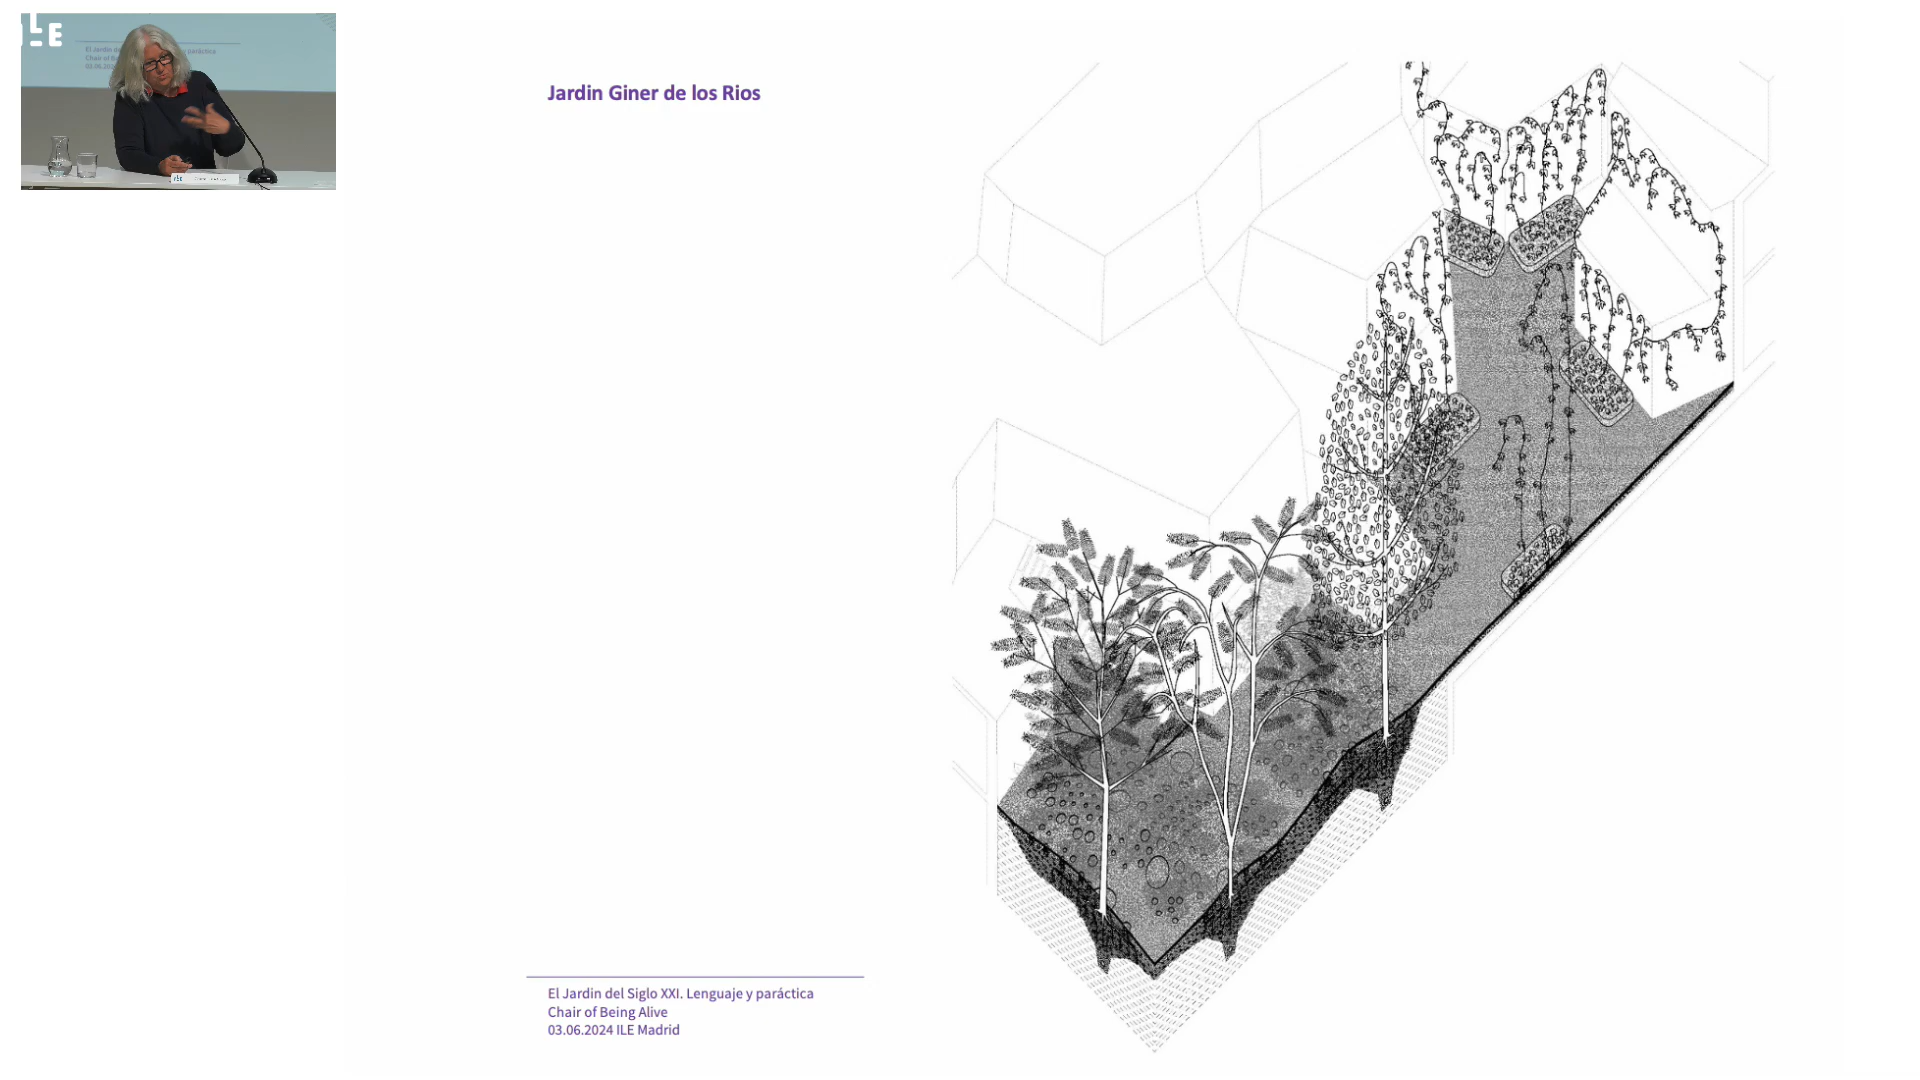 ILE
Jardin Giner de los Rios
El Jardin del Siglo XXI. Lenguaje y paráctica
Chair of Being Alive
03.06.2024 ILE Madrid